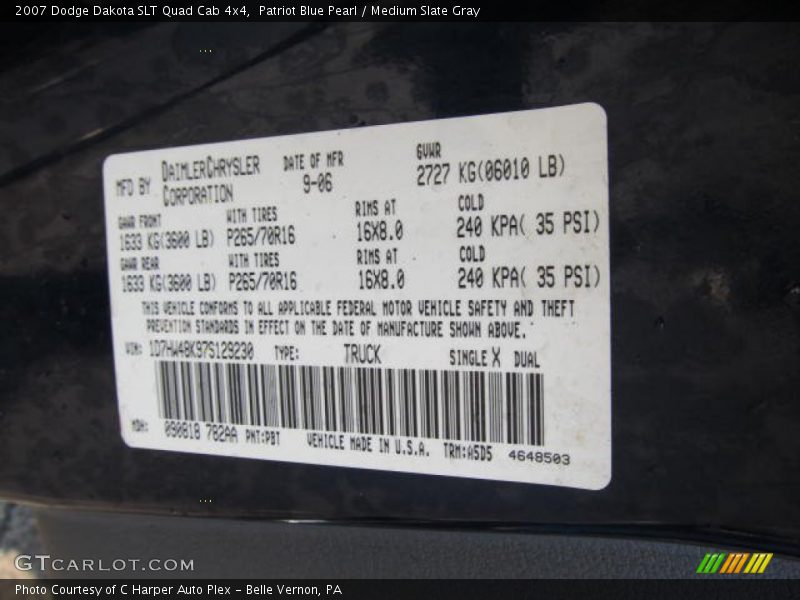 2007 Dodge Dakota SLT Quad Cab 4x4,  Patriot Blue Pearl / Medium Slate Gray
MFD BY DAIMLERCHRYSLER CORPORATION DATE OF MFR 9-06 GVWR 2727 KG(06010 LB)
GAWR FRONT WITH TIRES RIMS AT COLD
1633 KG(3600 LB) P265/70R16 16X8.0 240 KPA( 35 PSI)
GAWR REAR WITH TIRES RIMS AT COLD
1633 KG(3600 LB) P265/70R16 16X8.0 240 KPA( 35 PSI)
THIS VEHICLE CONFORMS TO ALL APPLICABLE FEDERAL MOTOR VEHICLE SAFETY AND THEFT
PREVENTION STANDARDS IN EFFECT ON THE DATE OF MANUFACTURE SHOWN ABOVE.
VIN: 1D7HW48K97S129230 TYPE: TRUCK SINGLE X DUAL
MDH: 090818 782AA PNT:PBT VEHICLE MADE IN U.S.A. TRM:A5D5 4648503
GTCARLOT.COM
Photo Courtesy of C Harper Auto Plex – Belle Vernon, PA